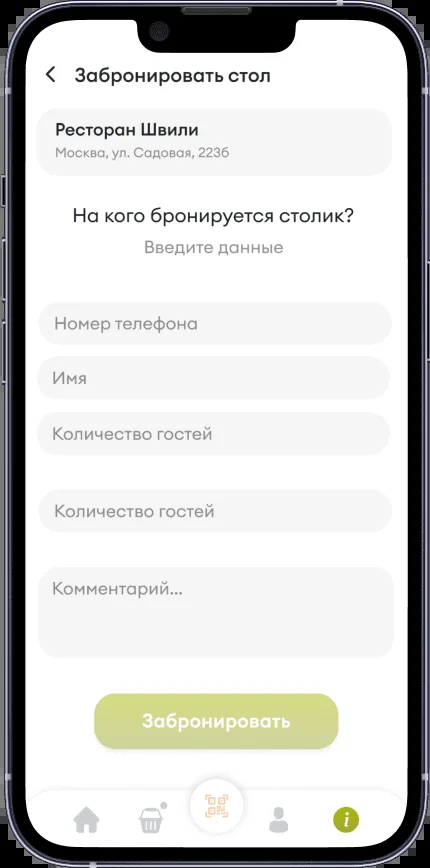 Забронировать стол
Ресторан Швили
Москва, ул. Садовая, 223б
На кого бронируется столик?
Введите данные
Номер телефона
Имя
Количество гостей
Количество гостей
Комментарий...
Забронировать
i